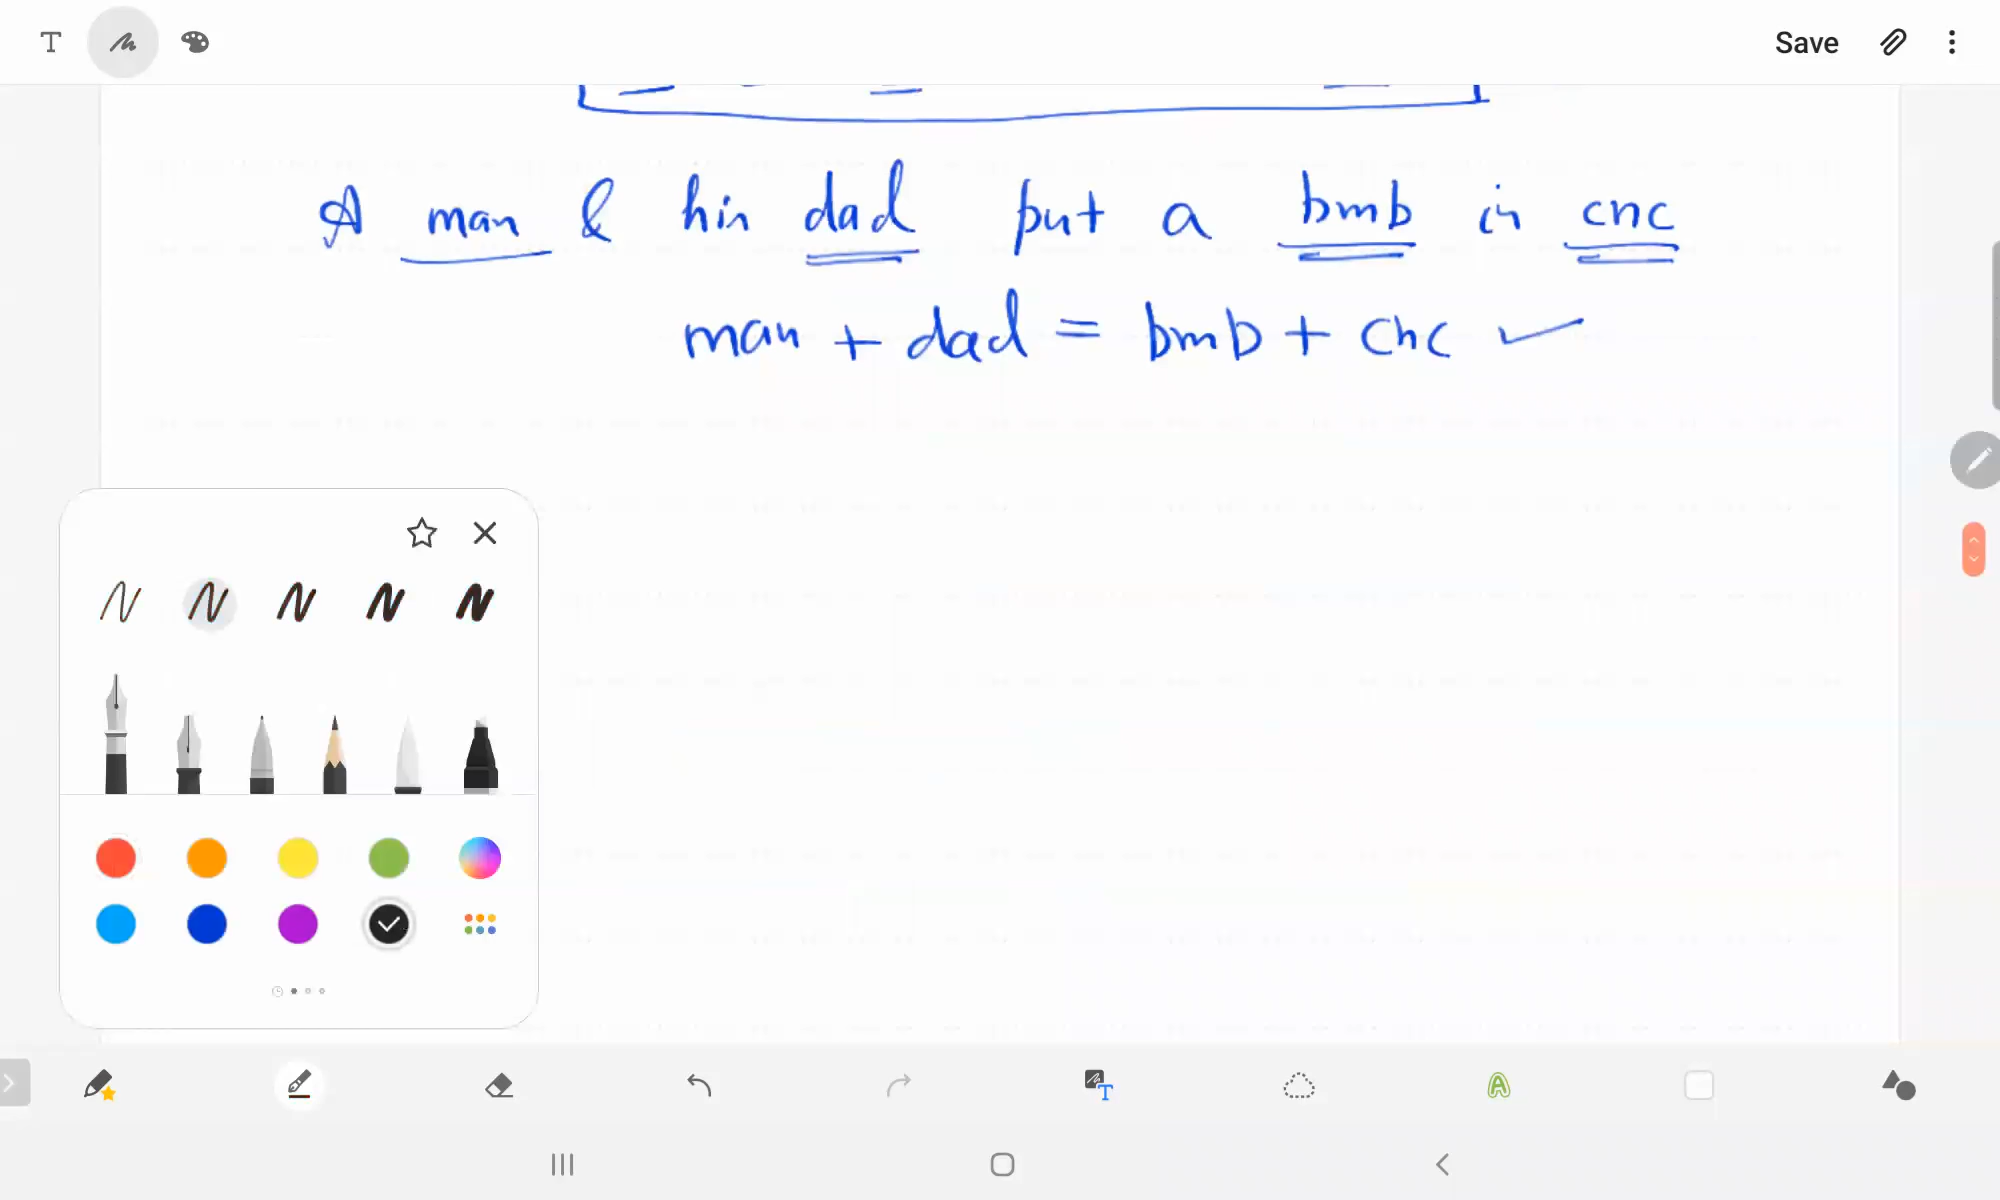 Save
A man & his dad put a bmb in cnc
man + dad = bmb + cnc ✓